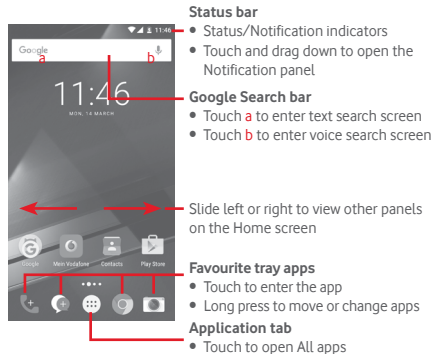 Status bar
• Status/Notification indicators
• Touch and drag down to open the
Notification panel
11:46
Google
a
b
Google Search bar
• Touch a to enter text search screen
• Touch b to enter voice search screen
11:46
MON, 14 MARCH
Slide left or right to view other panels
on the Home screen
Google
Mein Vodafone
Contacts
Play Store
Favourite tray apps
• Touch to enter the app
• Long press to move or change apps
Application tab
• Touch to open All apps